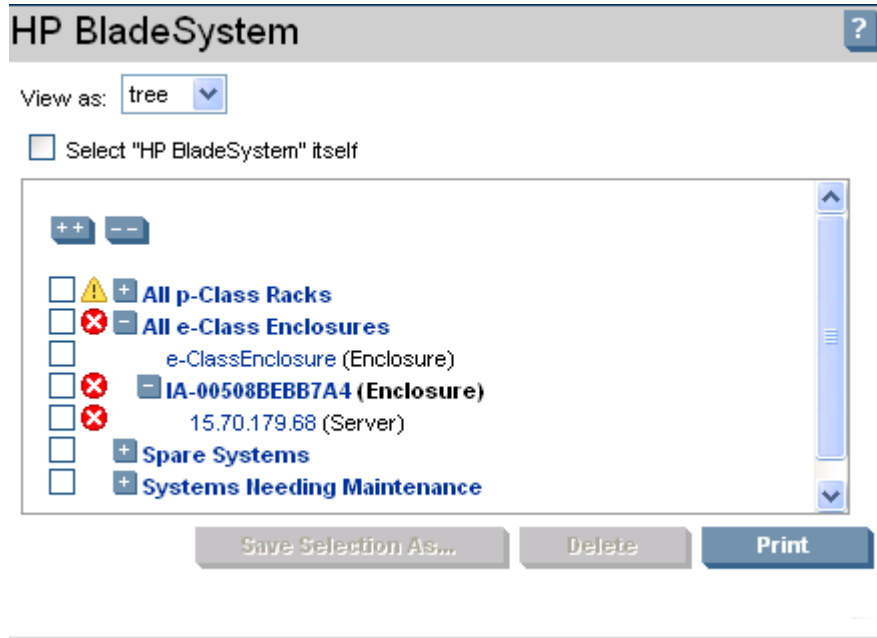 HP BladeSystem ?
View as: tree
Select "HP BladeSystem" itself
++ --
+ All p-Class Racks
- All e-Class Enclosures
e-ClassEnclosure (Enclosure)
- IA-00508BEBB7A4 (Enclosure)
15.70.179.68 (Server)
+ Spare Systems
+ Systems Needing Maintenance
Save Selection As... Delete Print